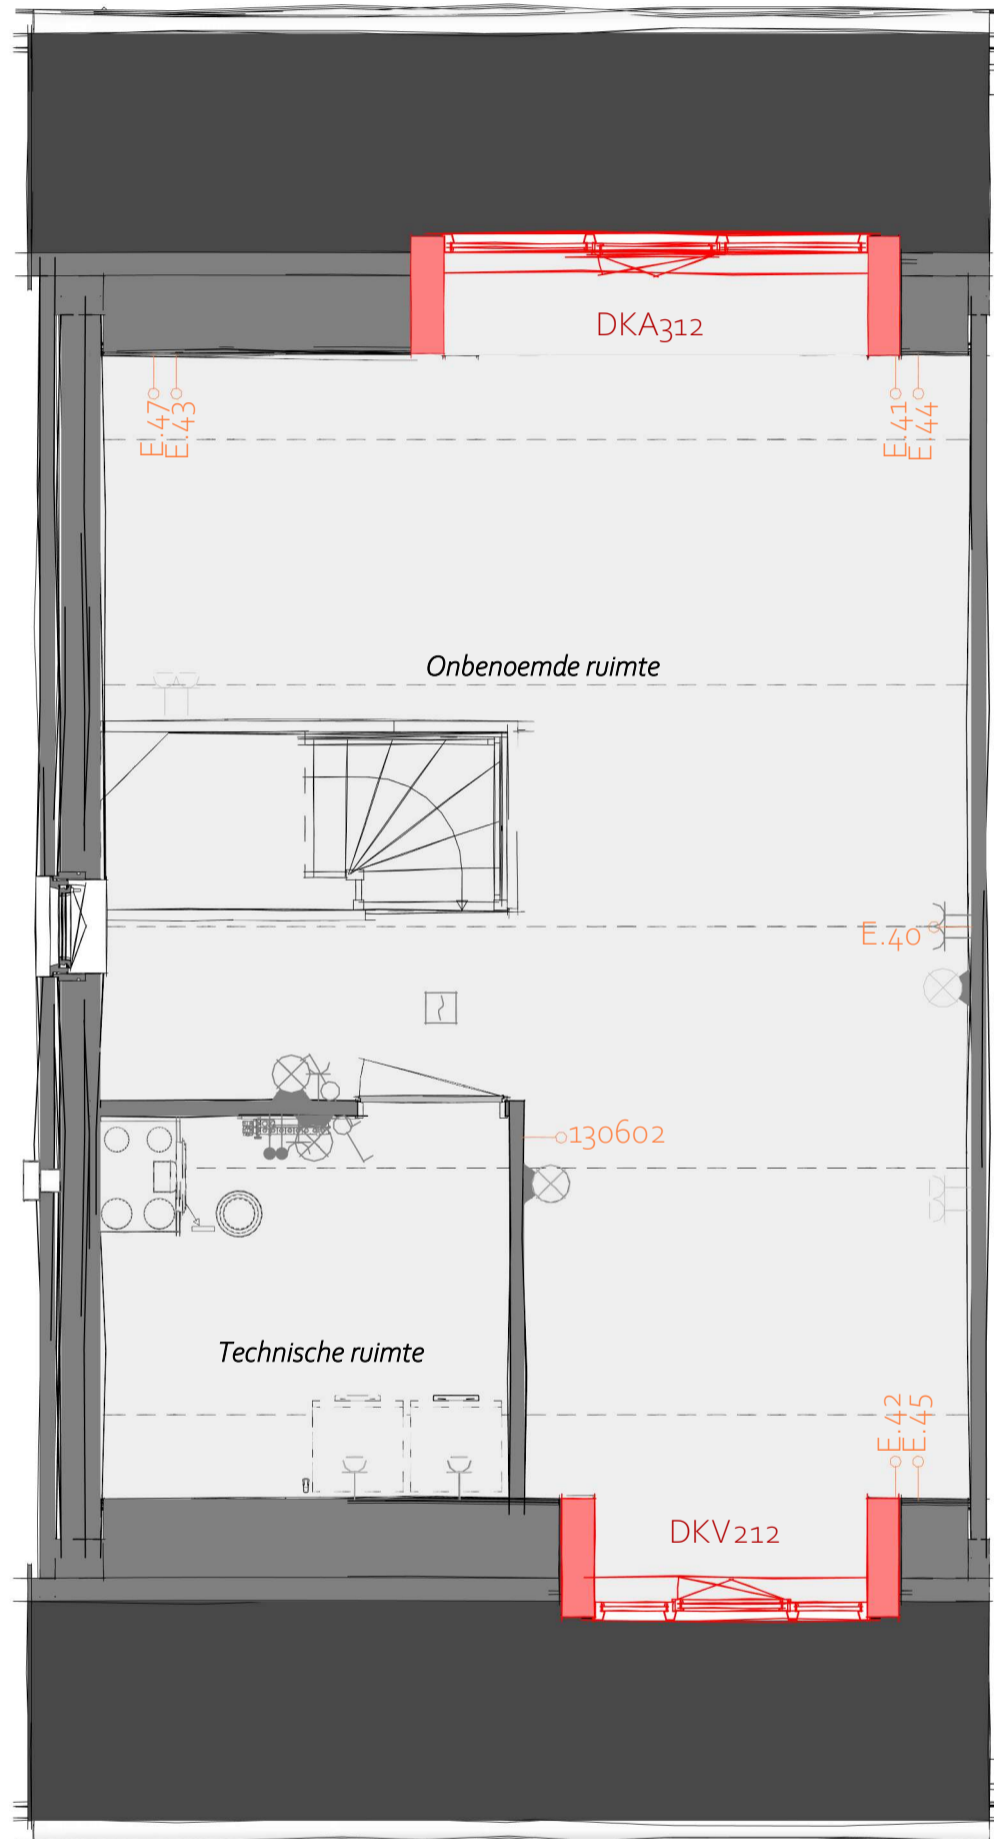 DKA312
E.47
E.43
E.41
E.44
Onbenoemde ruimte
E.40
130602
Technische ruimte
E.42
E.45
DKV212